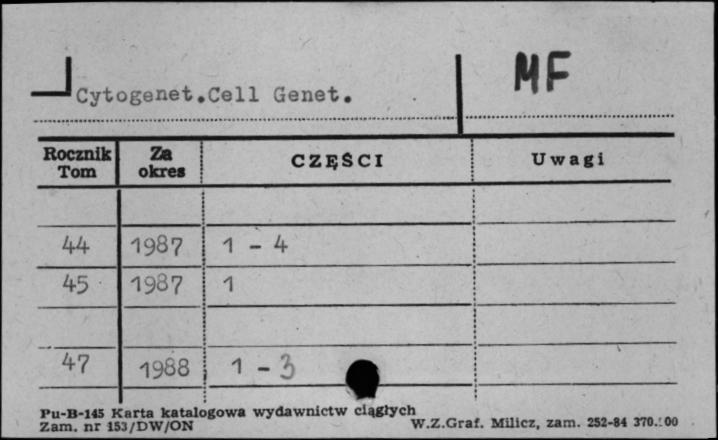 MF
Cytogenet.Cell Genet.
Rocznik Tom Za okres CZĘŚCI Uwagi
44 1987 1 - 4
45 1987 1
47 1988 1 - 3
Pu-B-145 Karta katalogowa wydawnictw ciągłych
Zam. nr 153/DW/ON W.Z.Graf. Milicz, zam. 252-84